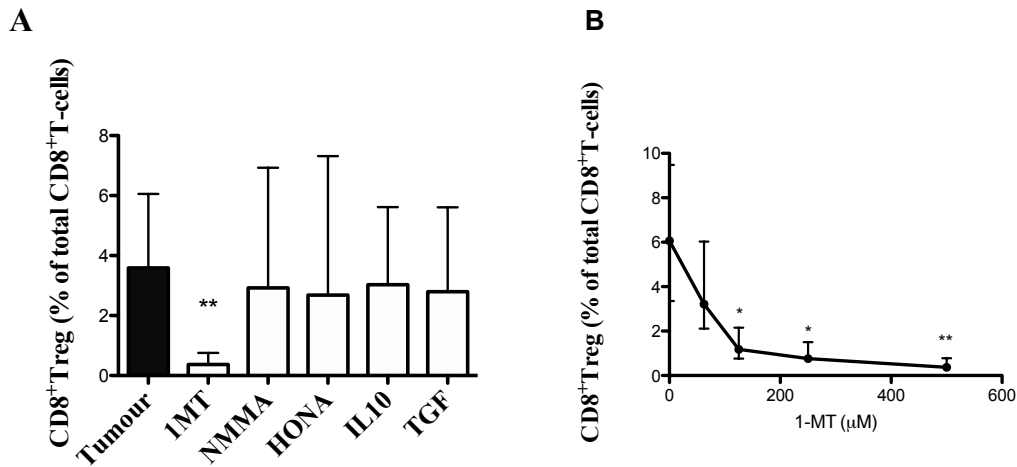 A
CD8+Treg (% of total CD8+T-cells)
8
6
4
2
0
**
Tumour
1MT
NMMA
HONA
IL10
TGF
B
CD8+Treg (% of total CD8+T-cells)
10
8
6
4
2
0
*
*
**
0
200
400
600
1-MT (μM)